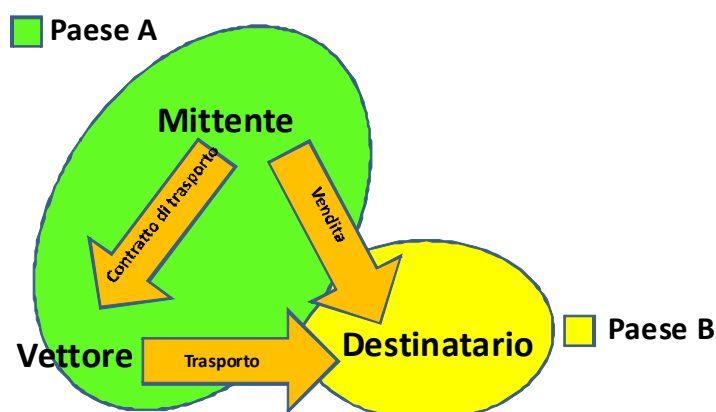 Paese A
Mittente
Contratto di trasporto
Vendita
Vettore
Trasporto
Destinatario
Paese B